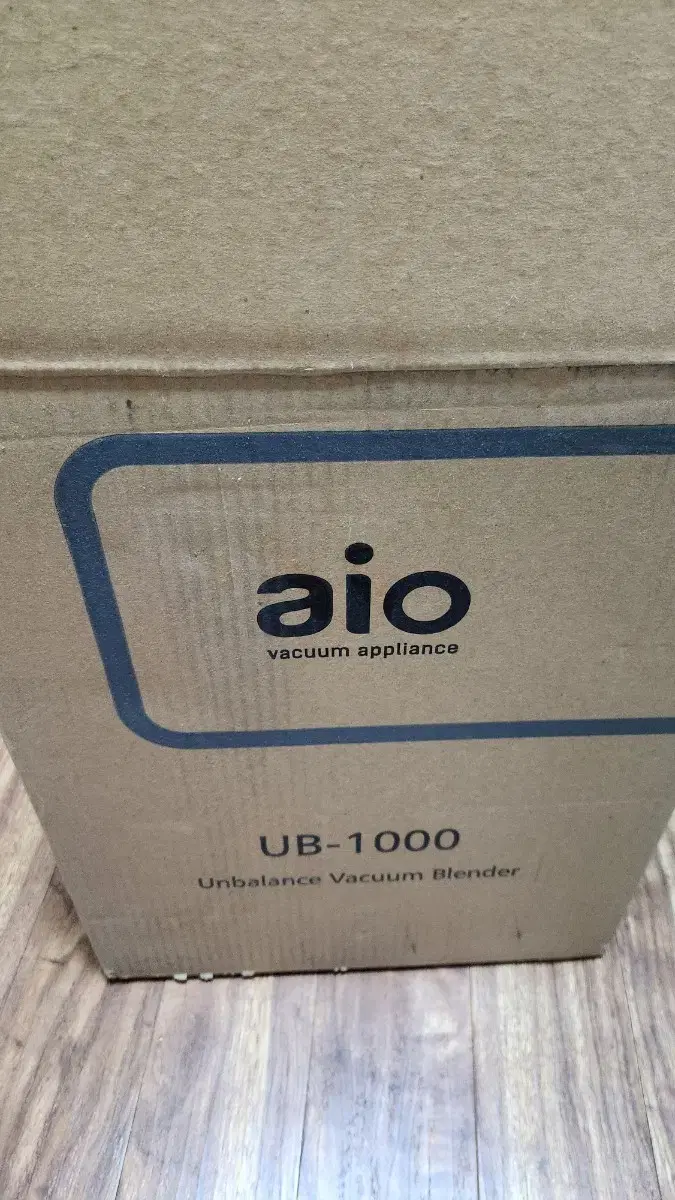 aio
vacuum appliance
UB-1000
Unbalance Vacuum Blender